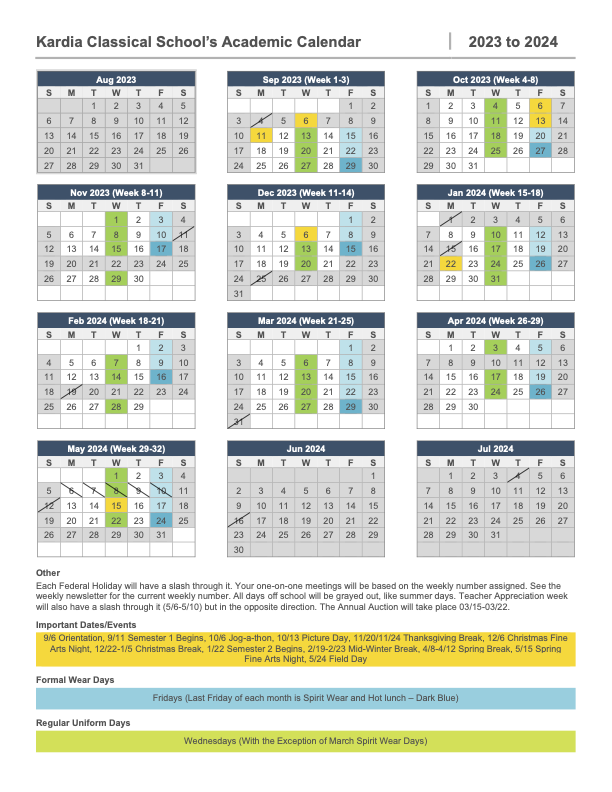 Kardia Classical School's Academic Calendar | 2023 to 2024
Aug 2023
S M T W T F S
1 2 3 4 5
6 7 8 9 10 11 12
13 14 15 16 17 18 19
20 21 22 23 24 25 26
27 28 29 30 31
Sep 2023 (Week 1-3)
S M T W T F S
1 2
3 4 5 6 7 8 9
10 11 12 13 14 15 16
17 18 19 20 21 22 23
24 25 26 27 28 29 30
Oct 2023 (Week 4-8)
S M T W T F S
1 2 3 4 5 6 7
8 9 10 11 12 13 14
15 16 17 18 19 20 21
22 23 24 25 26 27 28
29 30 31
Nov 2023 (Week 8-11)
S M T W T F S
1 2 3 4
5 6 7 8 9 10 11
12 13 14 15 16 17 18
19 20 21 22 23 24 25
26 27 28 29 30
Dec 2023 (Week 11-14)
S M T W T F S
1 2
3 4 5 6 7 8 9
10 11 12 13 14 15 16
17 18 19 20 21 22 23
24 25 26 27 28 29 30
31
Jan 2024 (Week 15-18)
S M T W T F S
1 2 3 4 5 6
7 8 9 10 11 12 13
14 15 16 17 18 19 20
21 22 23 24 25 26 27
28 29 30 31
Feb 2024 (Week 18-21)
S M T W T F S
1 2 3
4 5 6 7 8 9 10
11 12 13 14 15 16 17
18 19 20 21 22 23 24
25 26 27 28 29
Mar 2024 (Week 21-25)
S M T W T F S
1 2
3 4 5 6 7 8 9
10 11 12 13 14 15 16
17 18 19 20 21 22 23
24 25 26 27 28 29 30
31
Apr 2024 (Week 26-29)
S M T W T F S
1 2 3 4 5 6
7 8 9 10 11 12 13
14 15 16 17 18 19 20
21 22 23 24 25 26 27
28 29 30
May 2024 (Week 29-32)
S M T W T F S
1 2 3 4
5 6 7 8 9 10 11
12 13 14 15 16 17 18
19 20 21 22 23 24 25
26 27 28 29 30 31
Jun 2024
S M T W T F S
1
2 3 4 5 6 7 8
9 10 11 12 13 14 15
16 17 18 19 20 21 22
23 24 25 26 27 28 29
30
Jul 2024
S M T W T F S
1 2 3 4 5 6
7 8 9 10 11 12 13
14 15 16 17 18 19 20
21 22 23 24 25 26 27
28 29 30 31
Other
Each Federal Holiday will have a slash through it. Your one-on-one meetings will be based on the weekly number assigned. See the
weekly newsletter for the current weekly number. All days off school will be grayed out, like summer days. Teacher Appreciation week
will also have a slash through it (5/6-5/10) but in the opposite direction. The Annual Auction will take place 03/15-03/22.
Important Dates/Events
9/6 Orientation, 9/11 Semester 1 Begins, 10/6 Jog-a-thon, 10/13 Picture Day, 11/20/11/24 Thanksgiving Break, 12/6 Christmas Fine
Arts Night, 12/22-1/5 Christmas Break, 1/22 Semester 2 Begins, 2/19-2/23 Mid-Winter Break, 4/8-4/12 Spring Break, 5/15 Spring
Fine Arts Night, 5/24 Field Day
Formal Wear Days
Fridays (Last Friday of each month is Spirit Wear and Hot lunch – Dark Blue)
Regular Uniform Days
Wednesdays (With the Exception of March Spirit Wear Days)